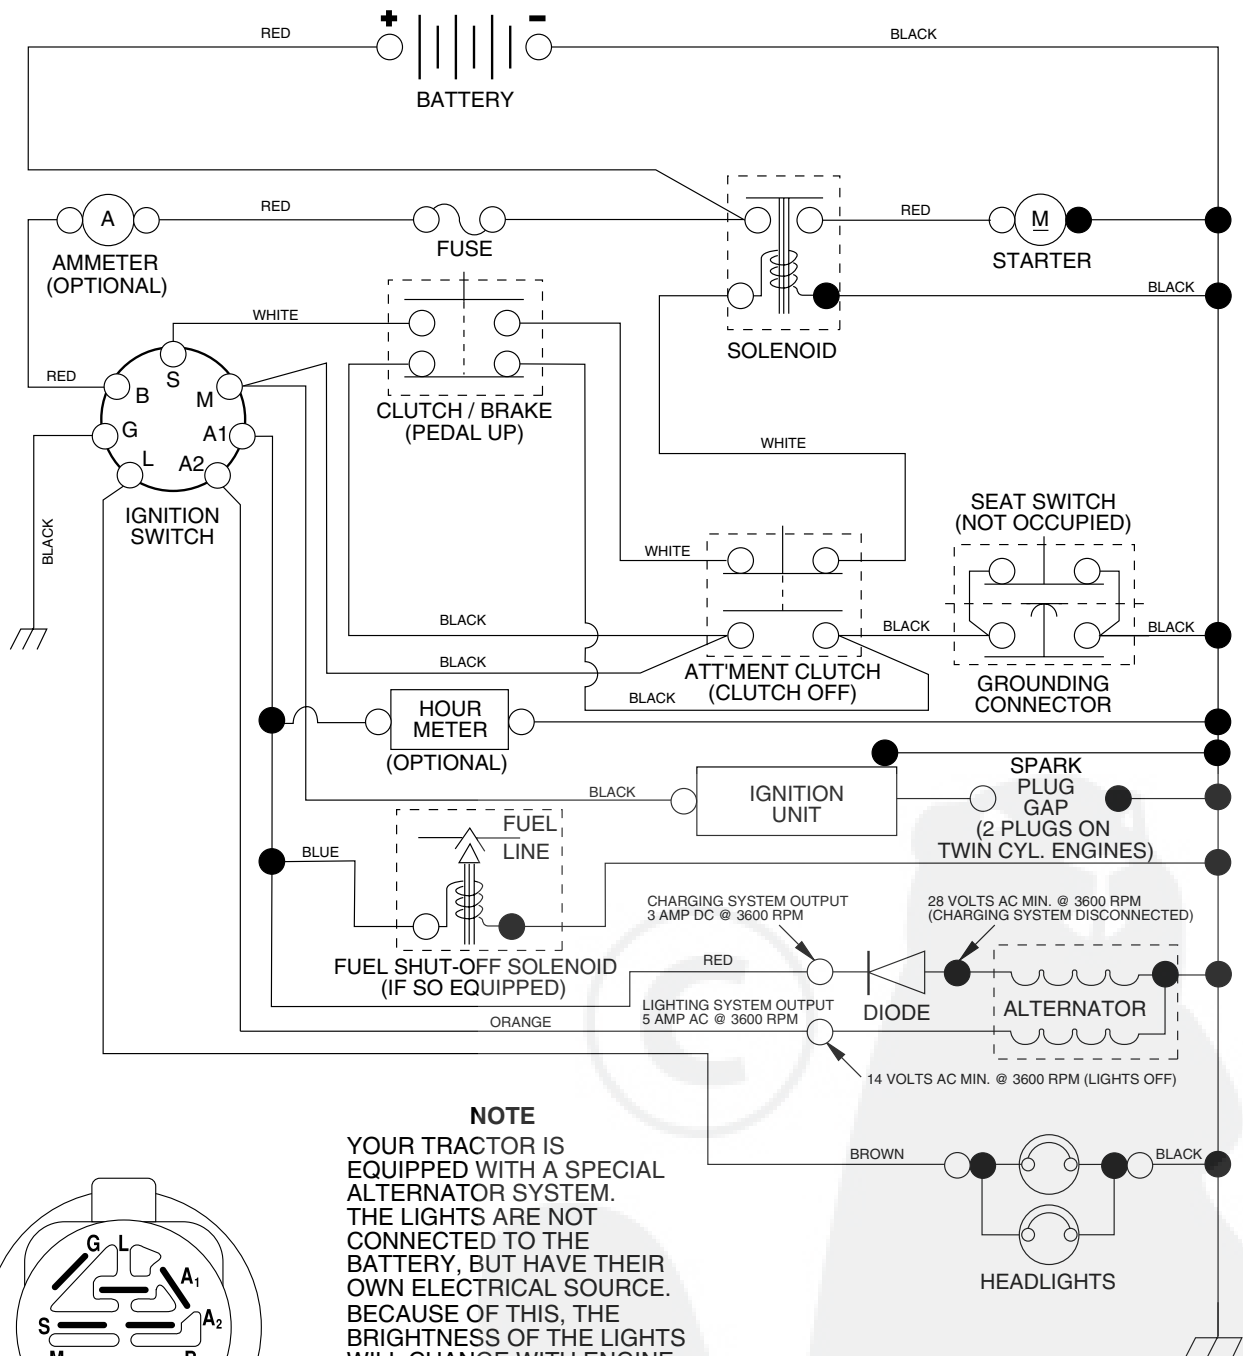 + −
RED
BLACK
BATTERY
A
RED
RED
M
AMMETER
(OPTIONAL)
FUSE
STARTER
BLACK
WHITE
SOLENOID
RED
S
B
M
G
A1
L
A2
CLUTCH / BRAKE
(PEDAL UP)
IGNITION
SWITCH
BLACK
WHITE
SEAT SWITCH
(NOT OCCUPIED)
WHITE
BLACK
BLACK
BLACK
BLACK
ATT'MENT CLUTCH
(CLUTCH OFF)
BLACK
GROUNDING
CONNECTOR
HOUR
METER
(OPTIONAL)
BLACK
IGNITION
UNIT
SPARK
PLUG
GAP
(2 PLUGS ON
TWIN CYL. ENGINES)
FUEL
LINE
BLUE
CHARGING SYSTEM OUTPUT
3 AMP DC @ 3600 RPM
28 VOLTS AC MIN. @ 3600 RPM
(CHARGING SYSTEM DISCONNECTED)
FUEL SHUT-OFF SOLENOID
(IF SO EQUIPPED)
RED
DIODE
ALTERNATOR
LIGHTING SYSTEM OUTPUT
5 AMP AC @ 3600 RPM
ORANGE
14 VOLTS AC MIN. @ 3600 RPM (LIGHTS OFF)
NOTE
YOUR TRACTOR IS
EQUIPPED WITH A SPECIAL
ALTERNATOR SYSTEM.
THE LIGHTS ARE NOT
CONNECTED TO THE
BATTERY, BUT HAVE THEIR
OWN ELECTRICAL SOURCE.
BECAUSE OF THIS, THE
BRIGHTNESS OF THE LIGHTS
WILL CHANGE WITH ENGINE
BROWN
BLACK
HEADLIGHTS
G L
A1
A2
S
M B
©